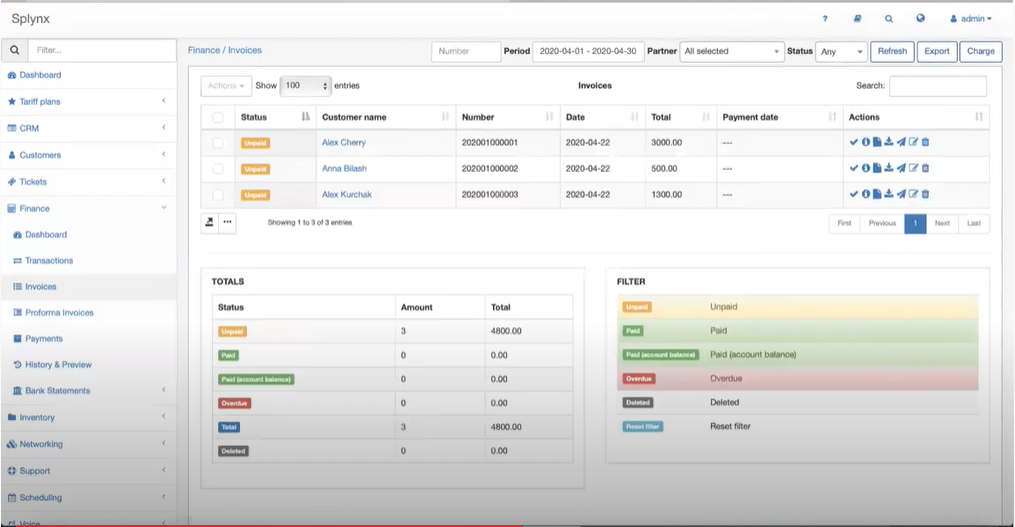 Splynx
? admin
Filter...
Finance / Invoices
Number Period 2020-04-01 - 2020-04-30 Partner All selected Status Any Refresh Export Charge
Dashboard
Tariff plans
CRM
Customers
Tickets
Finance
Dashboard
Transactions
Invoices
Proforma Invoices
Payments
History & Preview
Bank Statements
Inventory
Networking
Support
Scheduling
Voice
Actions Show 100 entries Invoices Search:
Status Customer name Number Date Total Payment date Actions
Unpaid Alex Cherry 202001000001 2020-04-22 3000.00 ---
Unpaid Anna Bilash 202001000002 2020-04-22 500.00 ---
Unpaid Alex Kurchak 202001000003 2020-04-22 1300.00 ---
... Showing 1 to 3 of 3 entries First Previous 1 Next Last
TOTALS
Status Amount Total
Unpaid 3 4800.00
Paid 0 0.00
Paid (account balance) 0 0.00
Overdue 0 0.00
Total 3 4800.00
Deleted 0 0.00
FILTER
Unpaid Unpaid
Paid Paid
Paid (account balance) Paid (account balance)
Overdue Overdue
Deleted Deleted
Reset filter Reset filter